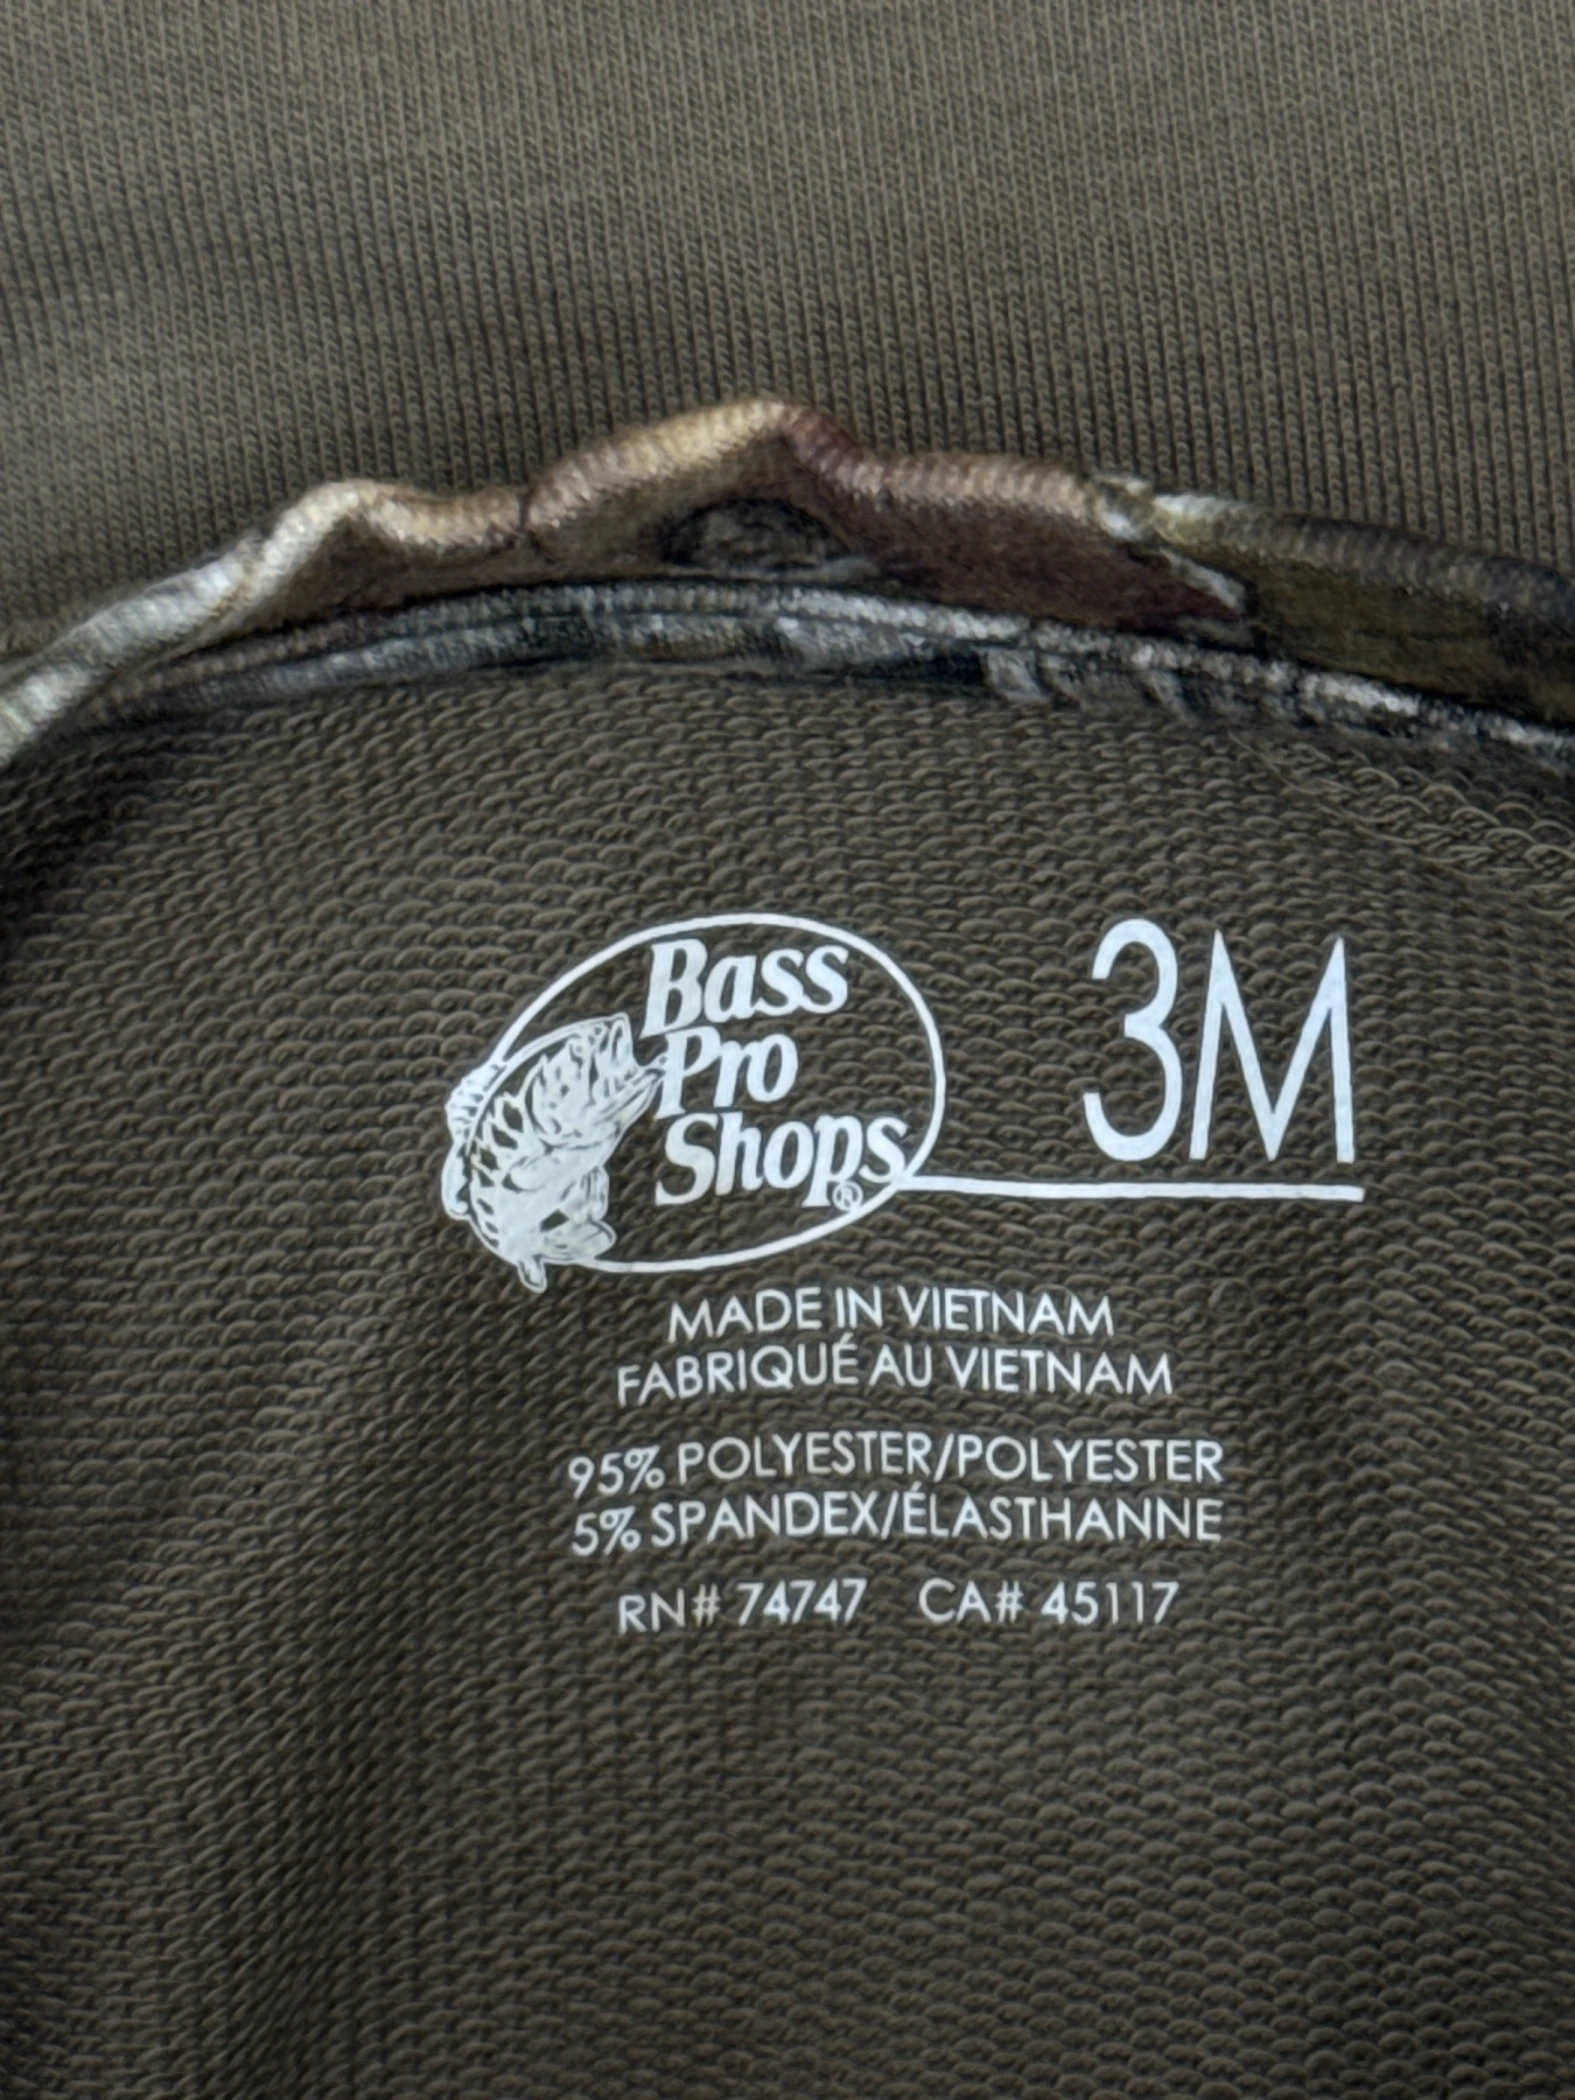 Bass
Pro
Shops®
3M
MADE IN VIETNAM
FABRIQUÉ AU VIETNAM
95% POLYESTER/POLYESTER
5% SPANDEX/ÉLASTHANNE
RN# 74747 CA# 45117